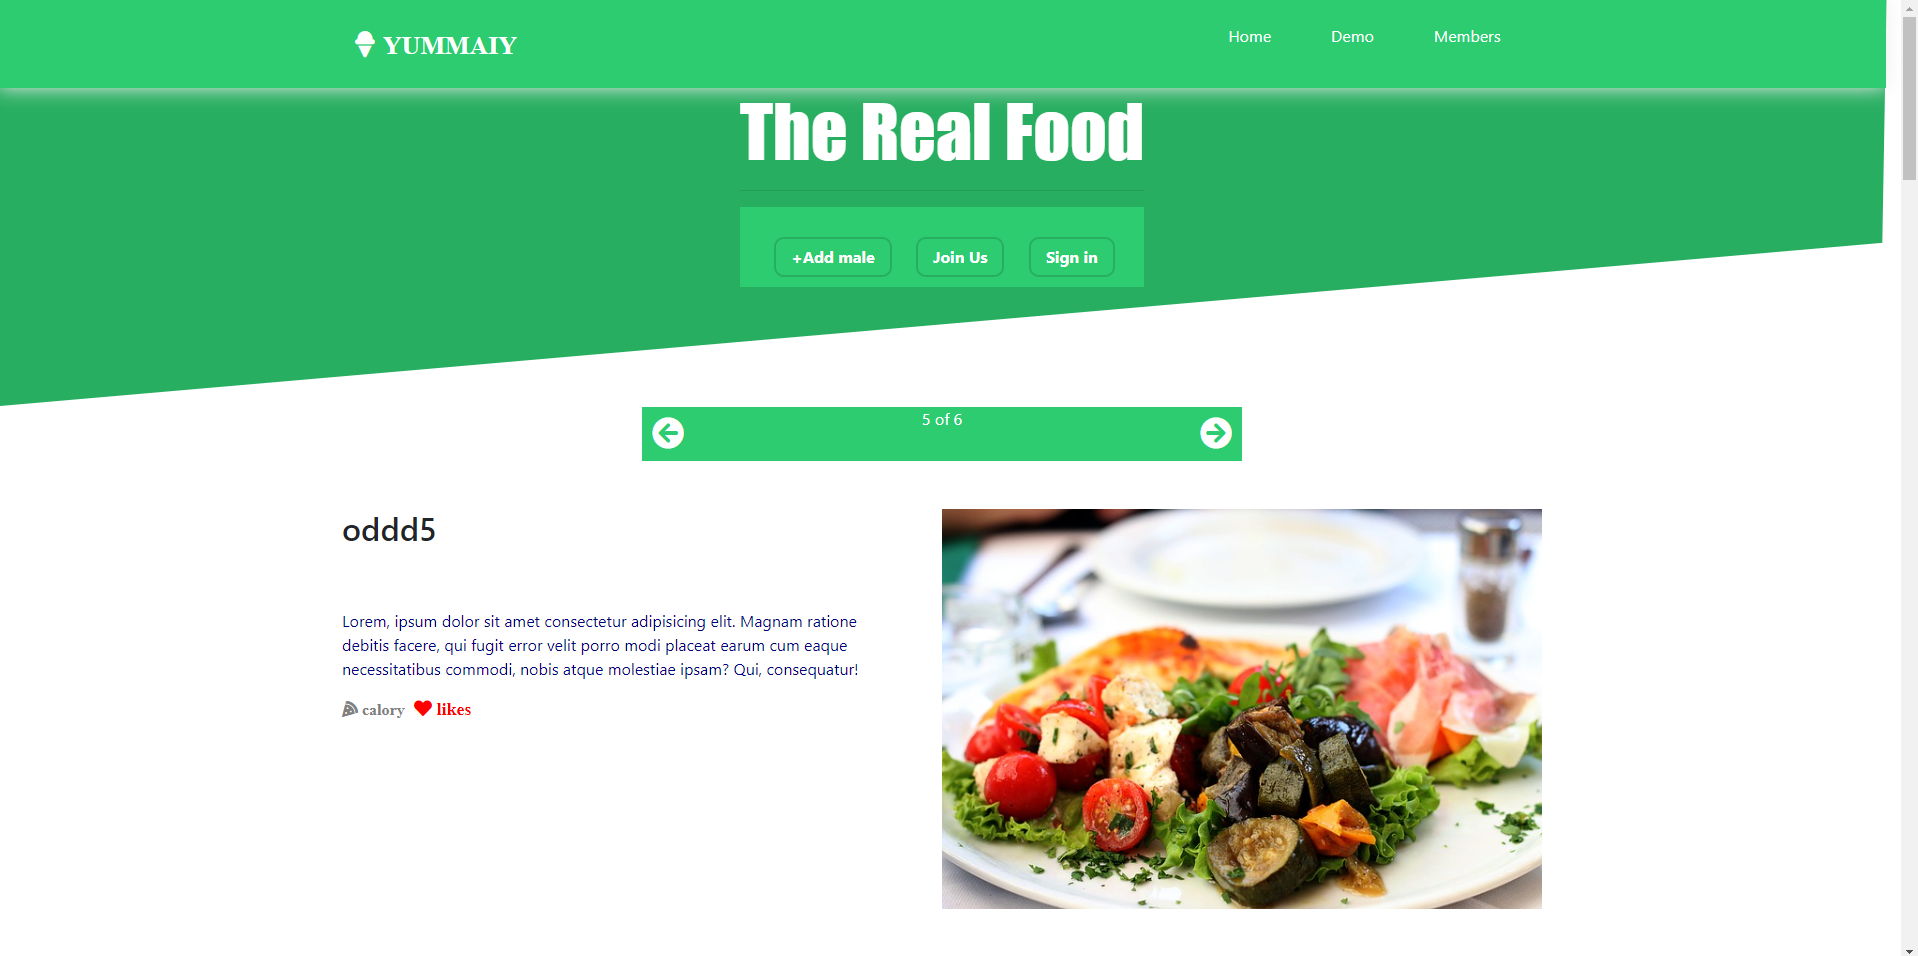 YUMMAIY
Home Demo Members
The Real Food
+Add male Join Us Sign in
5 of 6
oddd5
Lorem, ipsum dolor sit amet consectetur adipisicing elit. Magnam ratione
debitis facere, qui fugit error velit porro modi placeat earum cum eaque
necessitatibus commodi, nobis atque molestiae ipsam? Qui, consequatur!
calory likes